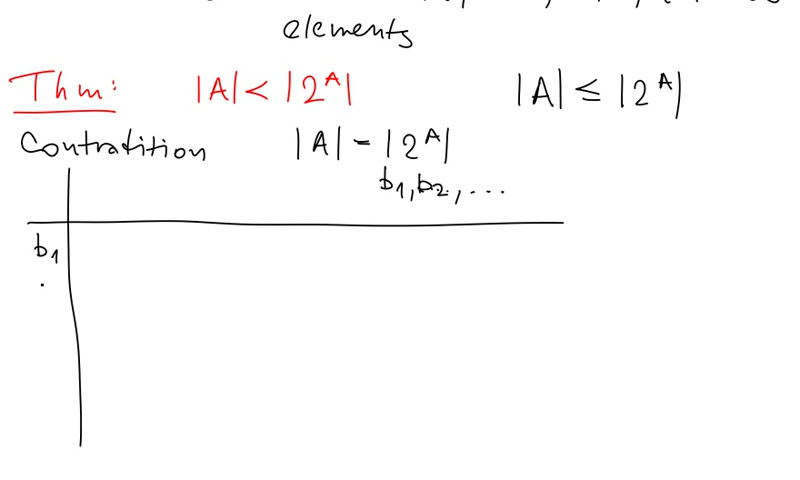 elements
Thm: |A| < |2^A| |A| ≤ |2^A|
Contratition |A| - |2^A|
b₁, b₂, ...
b₁
.